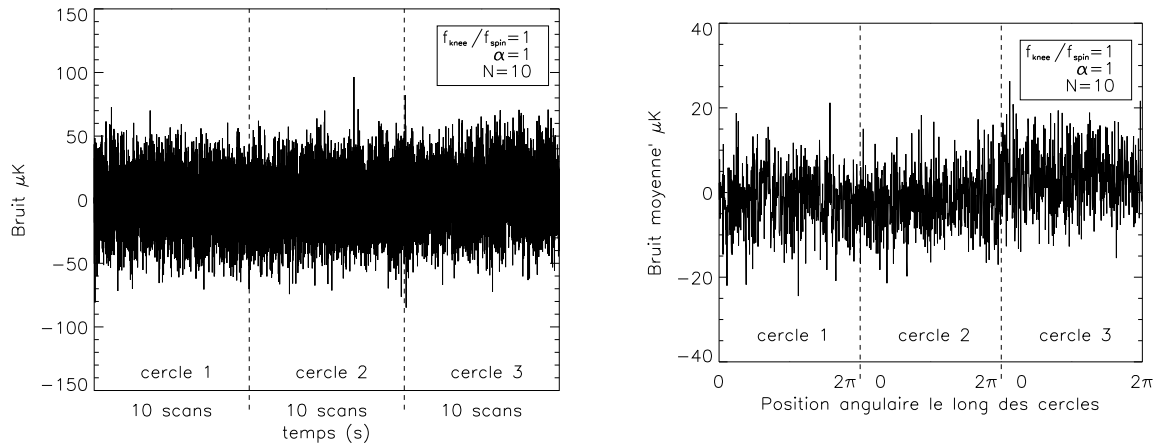 150
100
50
0
−50
−100
−150
Bruit μK
f_knee/f_spin=1
α=1
N=10
cercle 1
cercle 2
cercle 3
10 scans
10 scans
10 scans
temps (s)
40
20
0
−20
−40
Bruit moyenne' μK
f_knee/f_spin=1
α=1
N=10
cercle 1
cercle 2
cercle 3
0 2π 0 2π 0 2π
Position angulaire le long des cercles